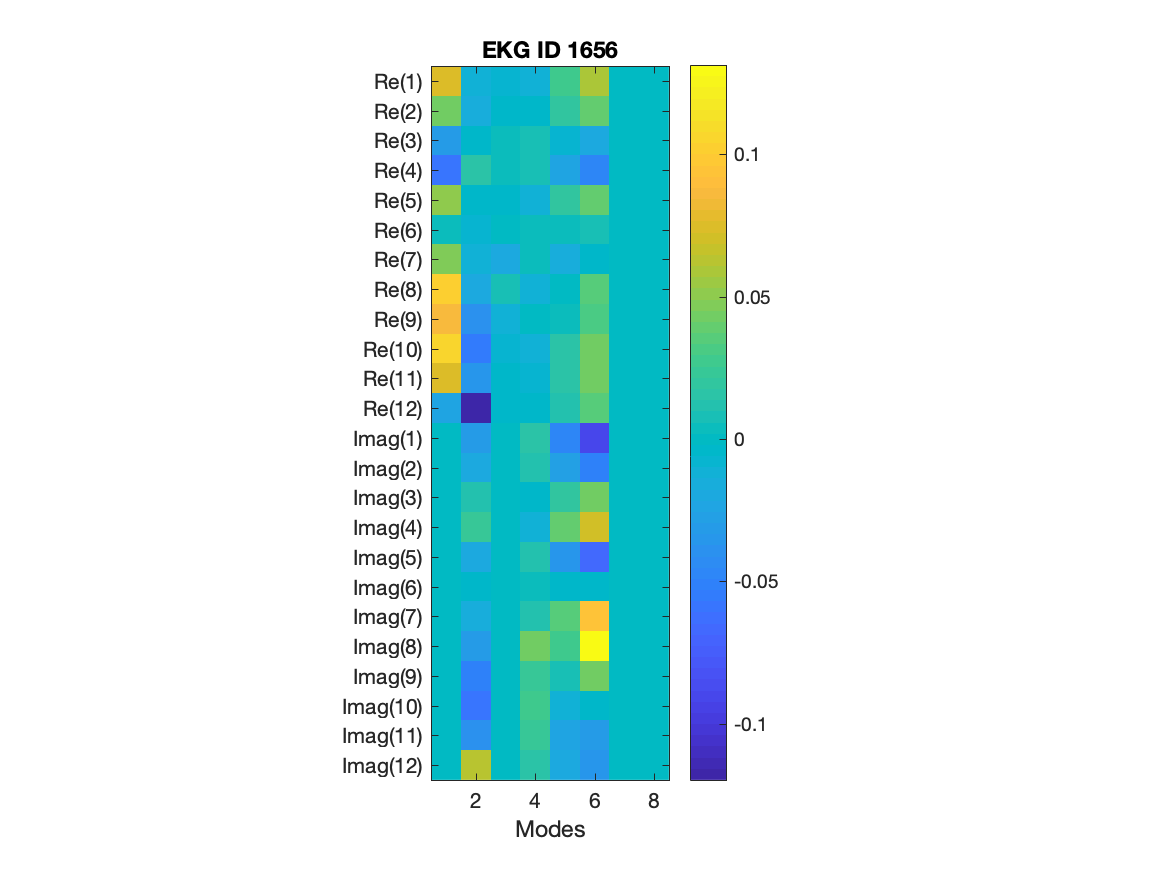 EKG ID 1656
Re(1)
Re(2)
Re(3)
Re(4)
Re(5)
Re(6)
Re(7)
Re(8)
Re(9)
Re(10)
Re(11)
Re(12)
Imag(1)
Imag(2)
Imag(3)
Imag(4)
Imag(5)
Imag(6)
Imag(7)
Imag(8)
Imag(9)
Imag(10)
Imag(11)
Imag(12)
2 4 6 8
Modes
0.1
0.05
0
-0.05
-0.1